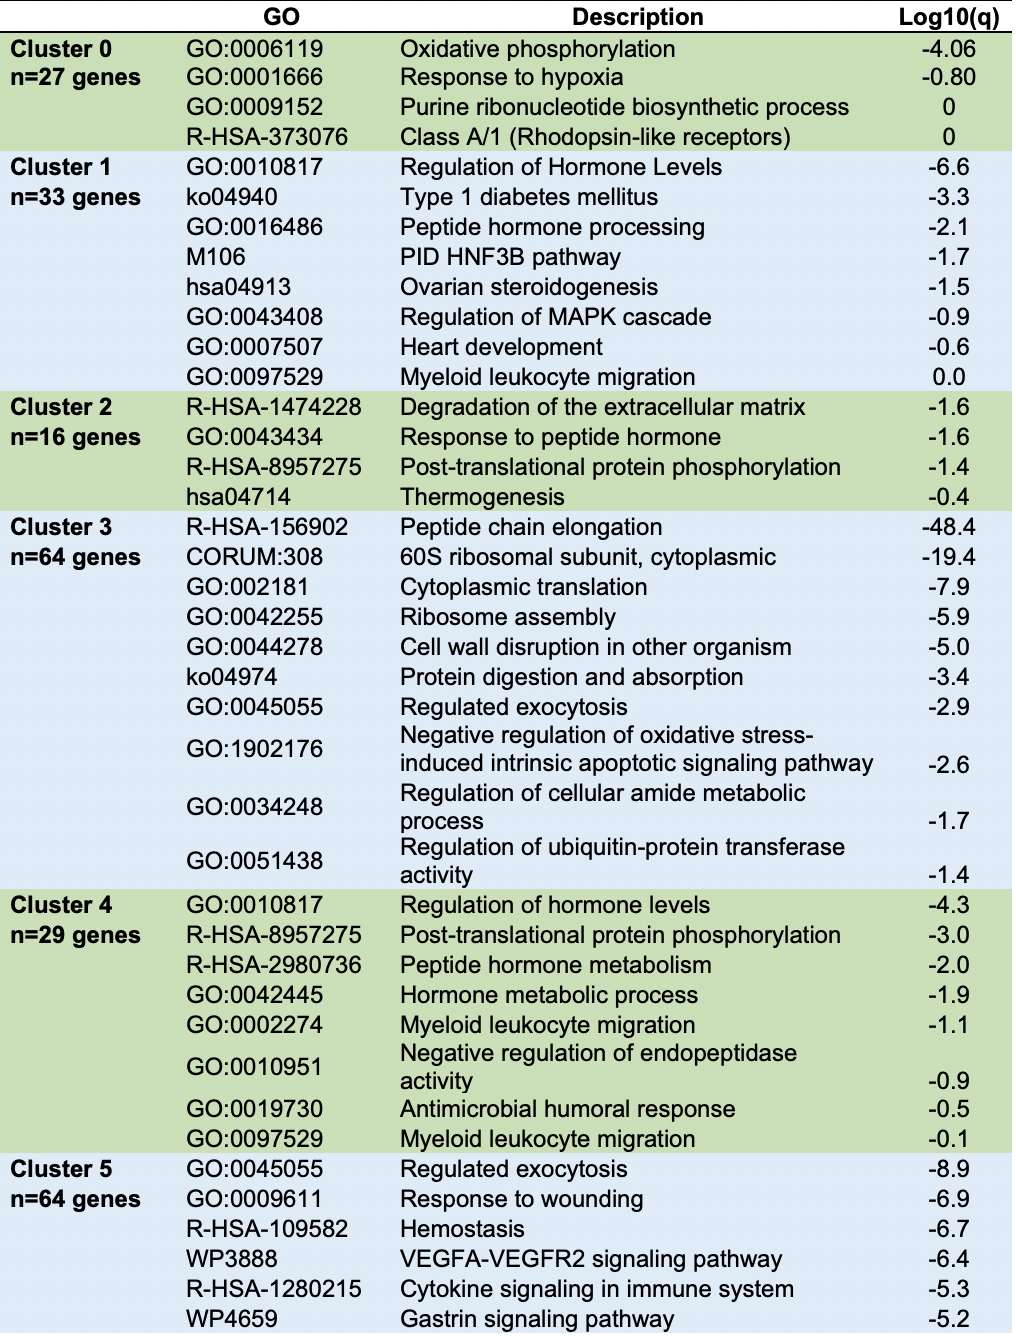 GO Description Log10(q)
Cluster 0 GO:0006119 Oxidative phosphorylation -4.06
n=27 genes GO:0001666 Response to hypoxia -0.80
GO:0009152 Purine ribonucleotide biosynthetic process 0
R-HSA-373076 Class A/1 (Rhodopsin-like receptors) 0
Cluster 1 GO:0010817 Regulation of Hormone Levels -6.6
n=33 genes ko04940 Type 1 diabetes mellitus -3.3
GO:0016486 Peptide hormone processing -2.1
M106 PID HNF3B pathway -1.7
hsa04913 Ovarian steroidogenesis -1.5
GO:0043408 Regulation of MAPK cascade -0.9
GO:0007507 Heart development -0.6
GO:0097529 Myeloid leukocyte migration 0.0
Cluster 2 R-HSA-1474228 Degradation of the extracellular matrix -1.6
n=16 genes GO:0043434 Response to peptide hormone -1.6
R-HSA-8957275 Post-translational protein phosphorylation -1.4
hsa04714 Thermogenesis -0.4
Cluster 3 R-HSA-156902 Peptide chain elongation -48.4
n=64 genes CORUM:308 60S ribosomal subunit, cytoplasmic -19.4
GO:002181 Cytoplasmic translation -7.9
GO:0042255 Ribosome assembly -5.9
GO:0044278 Cell wall disruption in other organism -5.0
ko04974 Protein digestion and absorption -3.4
GO:0045055 Regulated exocytosis -2.9
GO:1902176 Negative regulation of oxidative stress-
induced intrinsic apoptotic signaling pathway -2.6
GO:0034248 Regulation of cellular amide metabolic
process -1.7
GO:0051438 Regulation of ubiquitin-protein transferase
activity -1.4
Cluster 4 GO:0010817 Regulation of hormone levels -4.3
n=29 genes R-HSA-8957275 Post-translational protein phosphorylation -3.0
R-HSA-2980736 Peptide hormone metabolism -2.0
GO:0042445 Hormone metabolic process -1.9
GO:0002274 Myeloid leukocyte migration -1.1
GO:0010951 Negative regulation of endopeptidase
activity -0.9
GO:0019730 Antimicrobial humoral response -0.5
GO:0097529 Myeloid leukocyte migration -0.1
Cluster 5 GO:0045055 Regulated exocytosis -8.9
n=64 genes GO:0009611 Response to wounding -6.9
R-HSA-109582 Hemostasis -6.7
WP3888 VEGFA-VEGFR2 signaling pathway -6.4
R-HSA-1280215 Cytokine signaling in immune system -5.3
WP4659 Gastrin signaling pathway -5.2